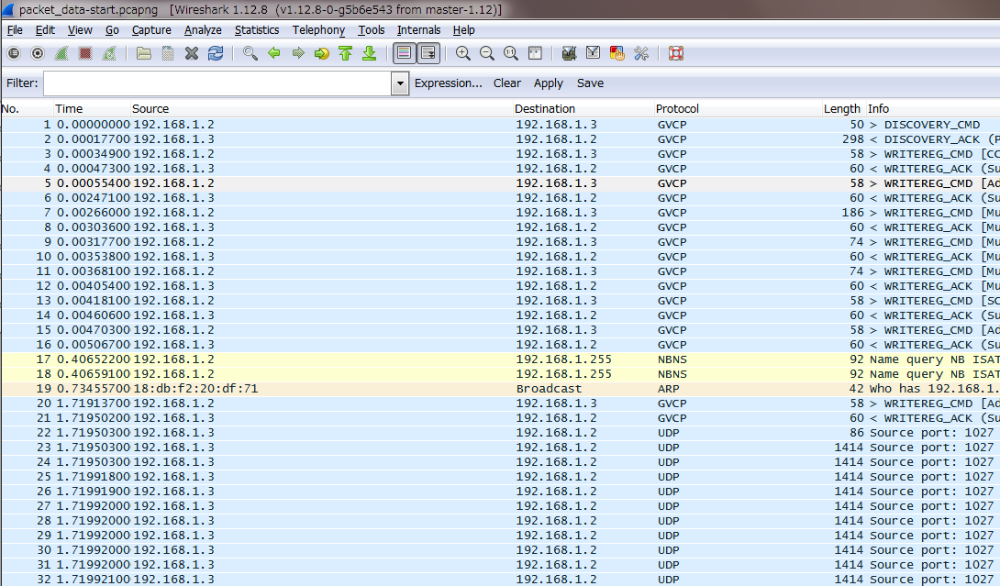 packet_data-start.pcapng [Wireshark 1.12.8 (v1.12.8-0-g5b6e543 from master-1.12)]
File Edit View Go Capture Analyze Statistics Telephony Tools Internals Help
Filter: Expression... Clear Apply Save
No. Time Source Destination Protocol Length Info
1 0.00000000 192.168.1.2 192.168.1.3 GVCP 50 > DISCOVERY_CMD
2 0.00017700 192.168.1.3 192.168.1.2 GVCP 298 < DISCOVERY_ACK (P
3 0.00034900 192.168.1.2 192.168.1.3 GVCP 58 > WRITEREG_CMD [CC
4 0.00047300 192.168.1.3 192.168.1.2 GVCP 60 < WRITEREG_ACK (Su
5 0.00055400 192.168.1.2 192.168.1.3 GVCP 58 > WRITEREG_CMD [Ad
6 0.00247100 192.168.1.3 192.168.1.2 GVCP 60 < WRITEREG_ACK (Su
7 0.00266000 192.168.1.2 192.168.1.3 GVCP 186 > WRITEREG_CMD [Mu
8 0.00303600 192.168.1.3 192.168.1.2 GVCP 60 < WRITEREG_ACK [Mu
9 0.00317700 192.168.1.2 192.168.1.3 GVCP 74 > WRITEREG_CMD [Mu
10 0.00353800 192.168.1.3 192.168.1.2 GVCP 60 < WRITEREG_ACK [Mu
11 0.00368100 192.168.1.2 192.168.1.3 GVCP 74 > WRITEREG_CMD [Mu
12 0.00405400 192.168.1.3 192.168.1.2 GVCP 60 < WRITEREG_ACK [Mu
13 0.00418100 192.168.1.2 192.168.1.3 GVCP 58 > WRITEREG_CMD [SC
14 0.00460600 192.168.1.3 192.168.1.2 GVCP 60 < WRITEREG_ACK (Su
15 0.00470300 192.168.1.2 192.168.1.3 GVCP 58 > WRITEREG_CMD [Ad
16 0.00506700 192.168.1.3 192.168.1.2 GVCP 60 < WRITEREG_ACK (Su
17 0.40652200 192.168.1.2 192.168.1.255 NBNS 92 Name query NB ISAT
18 0.40659100 192.168.1.2 192.168.1.255 NBNS 92 Name query NB ISAT
19 0.73455700 18:db:f2:20:df:71 Broadcast ARP 42 Who has 192.168.1.
20 1.71913700 192.168.1.2 192.168.1.3 GVCP 58 > WRITEREG_CMD [Ad
21 1.71950200 192.168.1.3 192.168.1.2 GVCP 60 < WRITEREG_ACK (Su
22 1.71950300 192.168.1.3 192.168.1.2 UDP 86 Source port: 1027
23 1.71950300 192.168.1.3 192.168.1.2 UDP 1414 Source port: 1027
24 1.71950300 192.168.1.3 192.168.1.2 UDP 1414 Source port: 1027
25 1.71991800 192.168.1.3 192.168.1.2 UDP 1414 Source port: 1027
26 1.71991900 192.168.1.3 192.168.1.2 UDP 1414 Source port: 1027
27 1.71992000 192.168.1.3 192.168.1.2 UDP 1414 Source port: 1027
28 1.71992000 192.168.1.3 192.168.1.2 UDP 1414 Source port: 1027
29 1.71992000 192.168.1.3 192.168.1.2 UDP 1414 Source port: 1027
30 1.71992000 192.168.1.3 192.168.1.2 UDP 1414 Source port: 1027
31 1.71992000 192.168.1.3 192.168.1.2 UDP 1414 Source port: 1027
32 1.71992100 192.168.1.3 192.168.1.2 UDP 1414 Source port: 1027